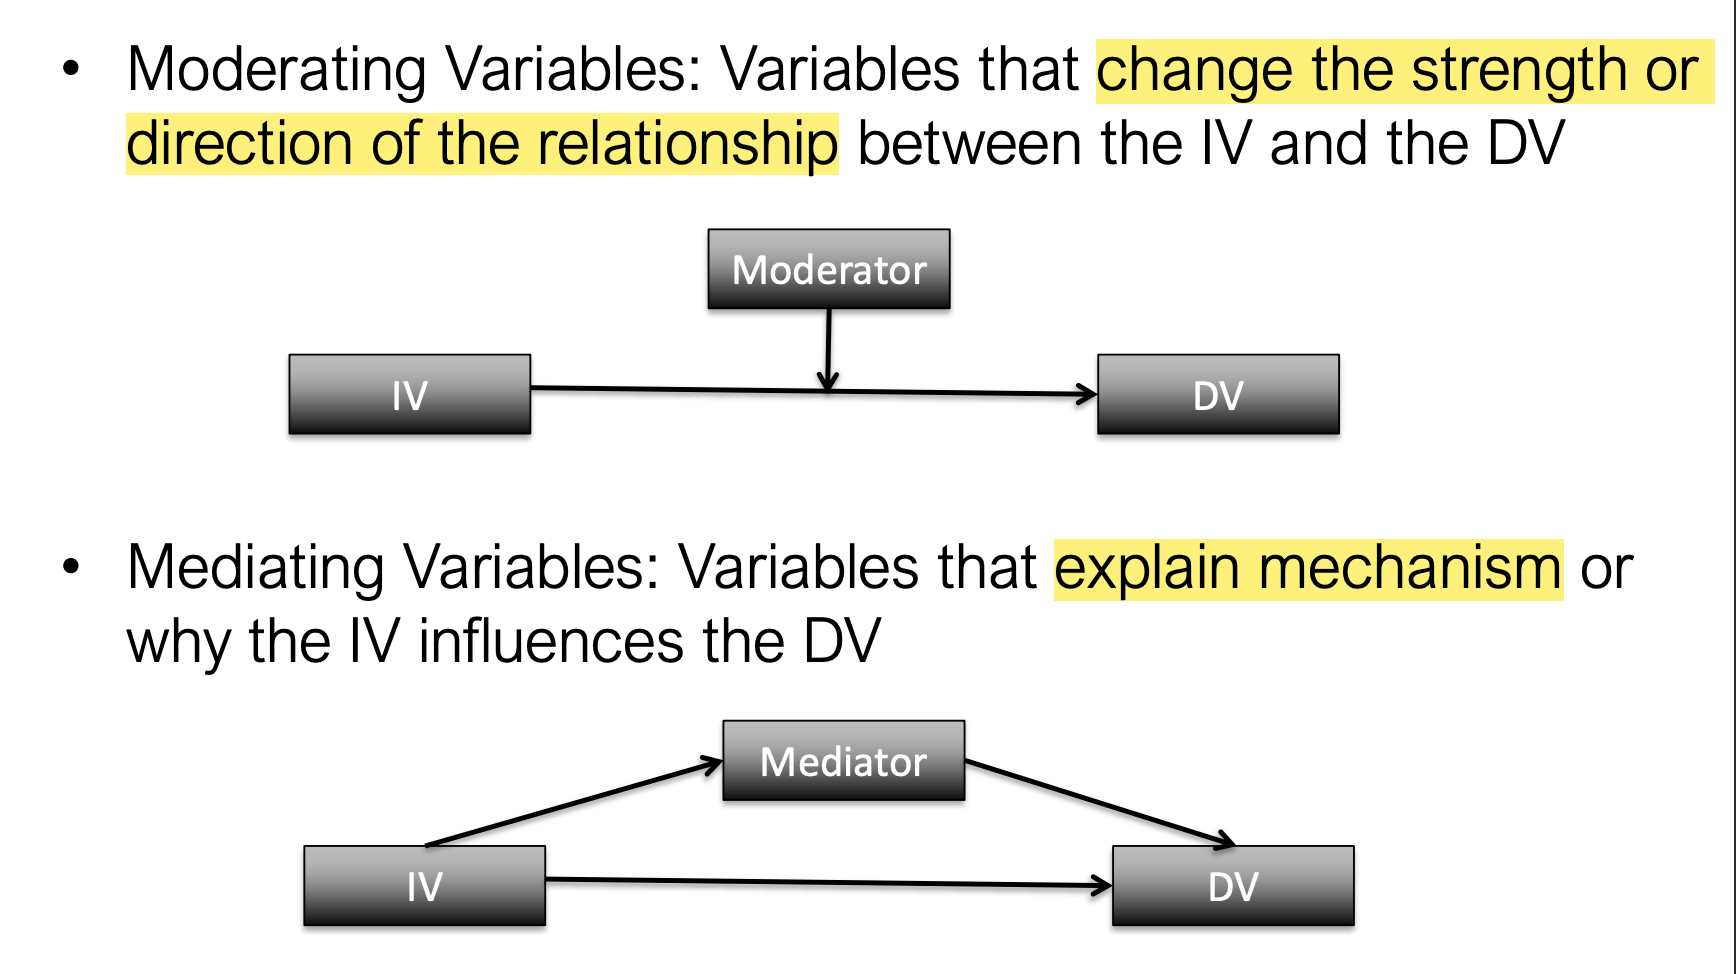 • Moderating Variables: Variables that change the strength or
direction of the relationship between the IV and the DV
Moderator
IV
DV
• Mediating Variables: Variables that explain mechanism or
why the IV influences the DV
Mediator
IV
DV